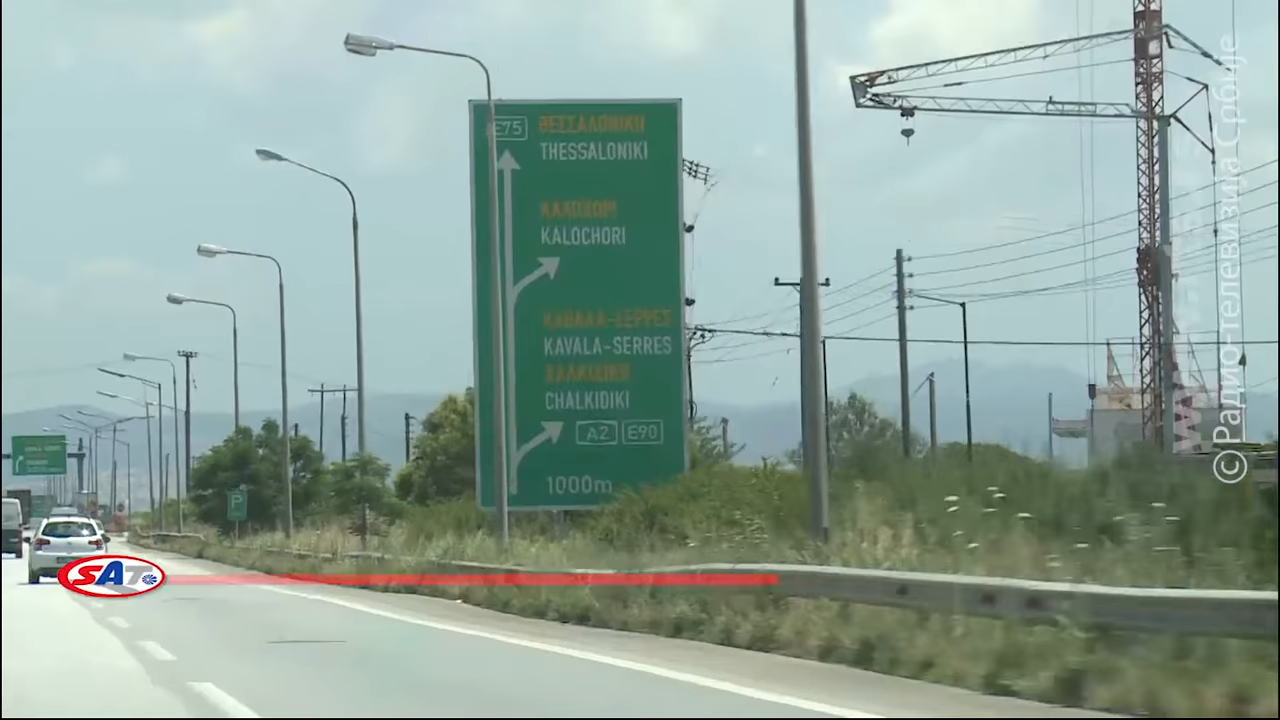 E75
ΘΕΣΣΑΛΟΝΙΚΗ
THESSALONIKI
ΚΑΛΟΧΩΡΙ
KALOCHORI
ΚΑΒΑΛΑ-ΣΕΡΡΕΣ
KAVALA-SERRES
ΧΑΛΚΙΔΙΚΗ
CHALKIDIKI
A2 E90
1000m
P
SAT
© Радио-телевизија Србије